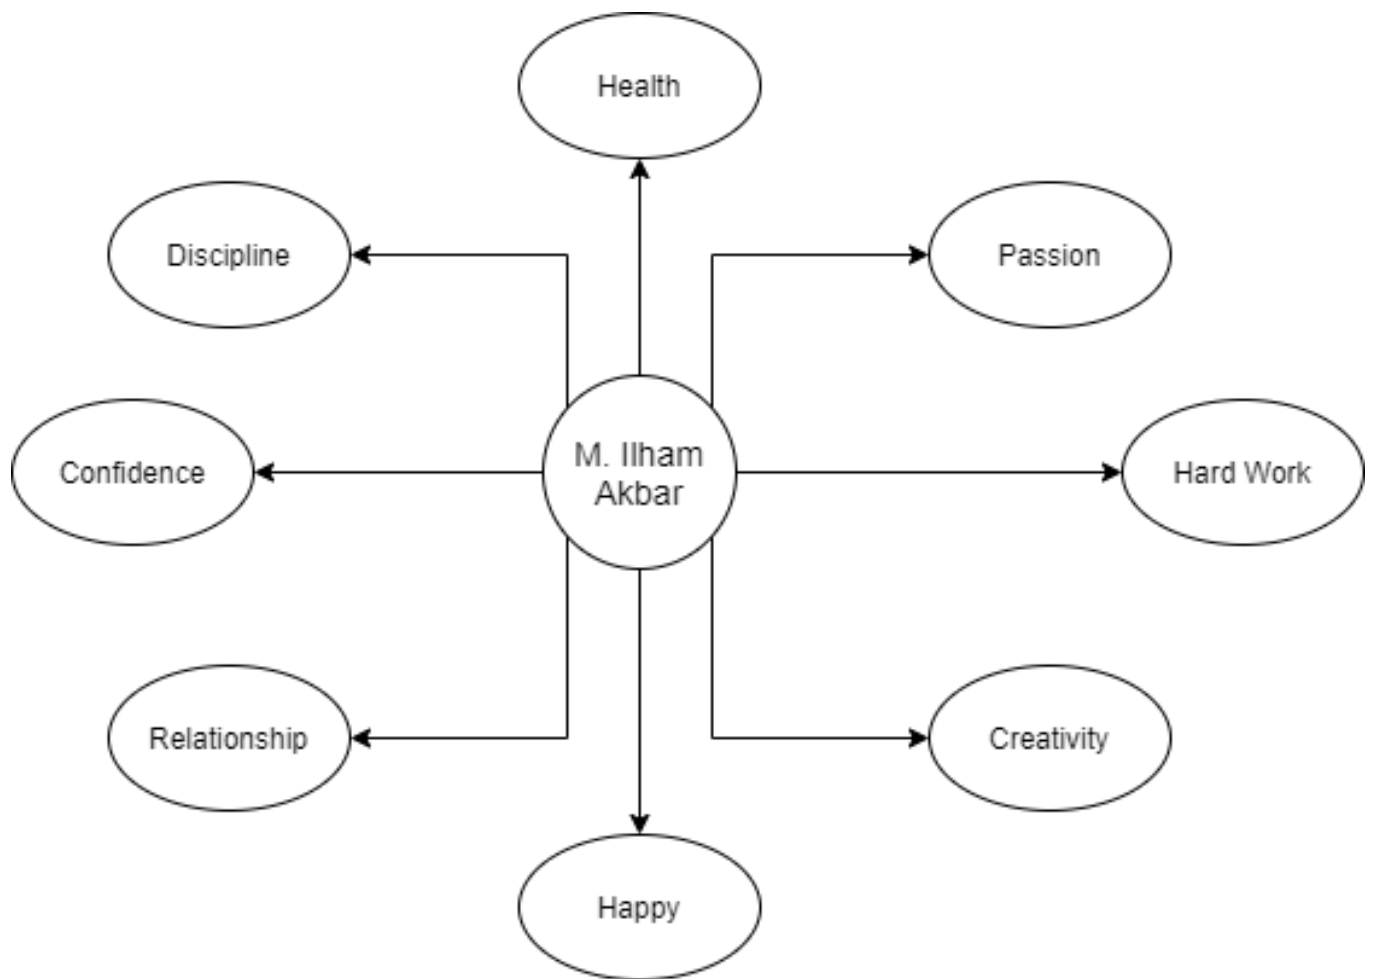 Health
Discipline
Passion
M. Ilham
Akbar
Confidence
Hard Work
Relationship
Creativity
Happy